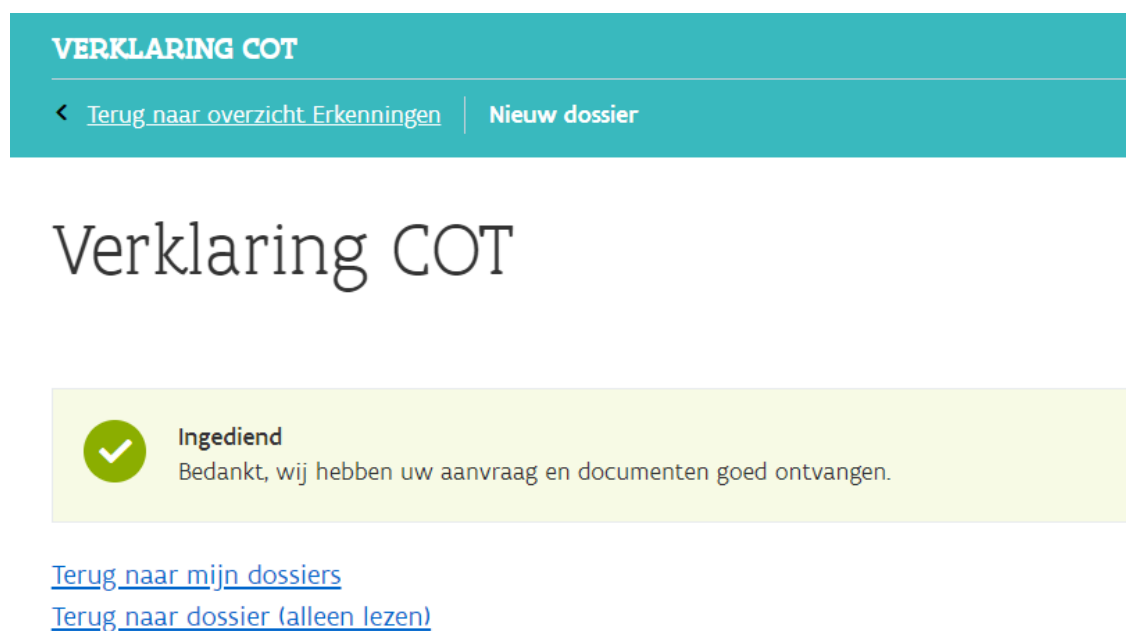 VERKLARING COT
Terug naar overzicht Erkenningen Nieuw dossier
Verklaring COT
Ingediend
Bedankt, wij hebben uw aanvraag en documenten goed ontvangen.
Terug naar mijn dossiers
Terug naar dossier (alleen lezen)